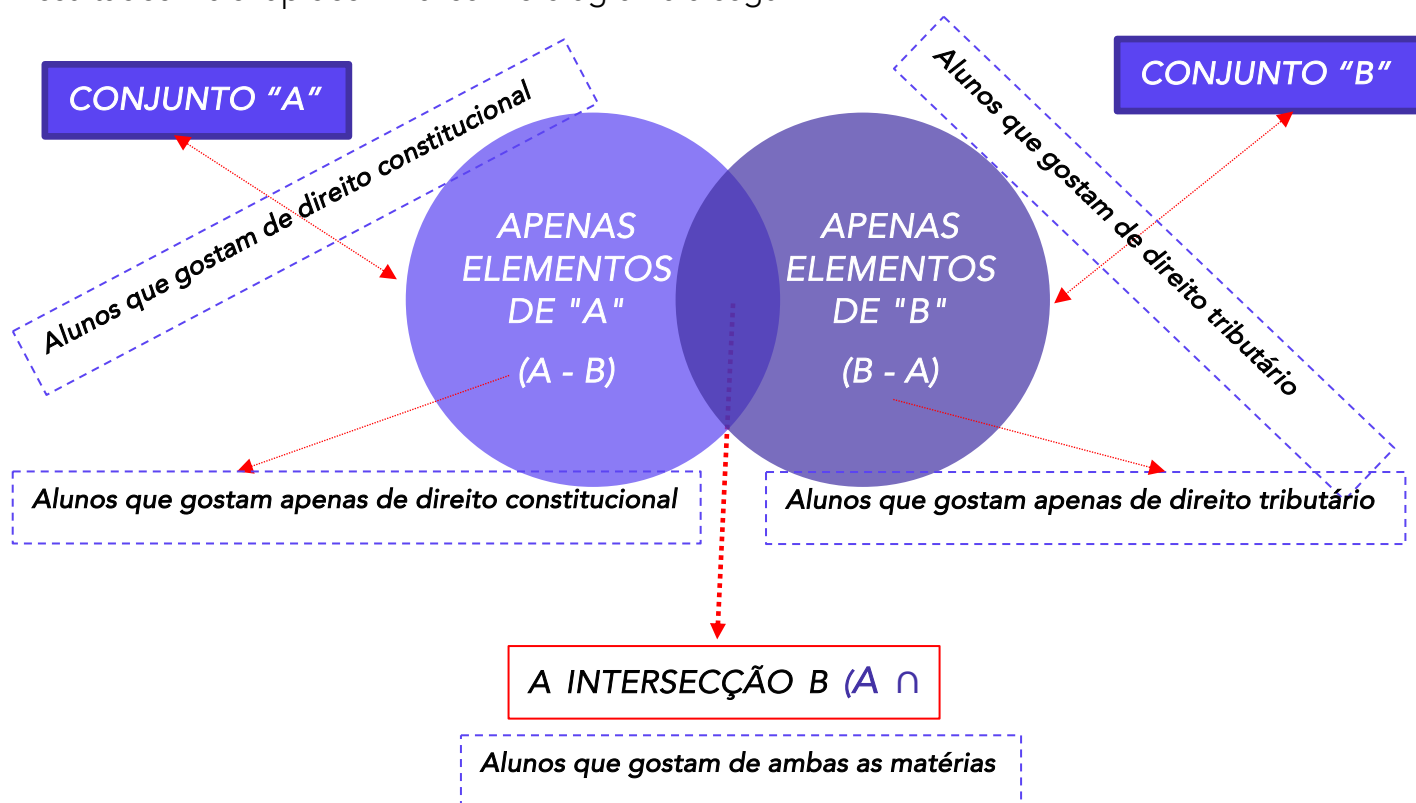 CONJUNTO “A”
CONJUNTO “B”
Alunos que gostam de direito constitucional
Alunos que gostam de direito tributário
APENAS
ELEMENTOS
DE "A"
(A - B)
APENAS
ELEMENTOS
DE "B"
(B - A)
Alunos que gostam apenas de direito constitucional
Alunos que gostam apenas de direito tributário
A INTERSECÇÃO B (A ∩
Alunos que gostam de ambas as matérias